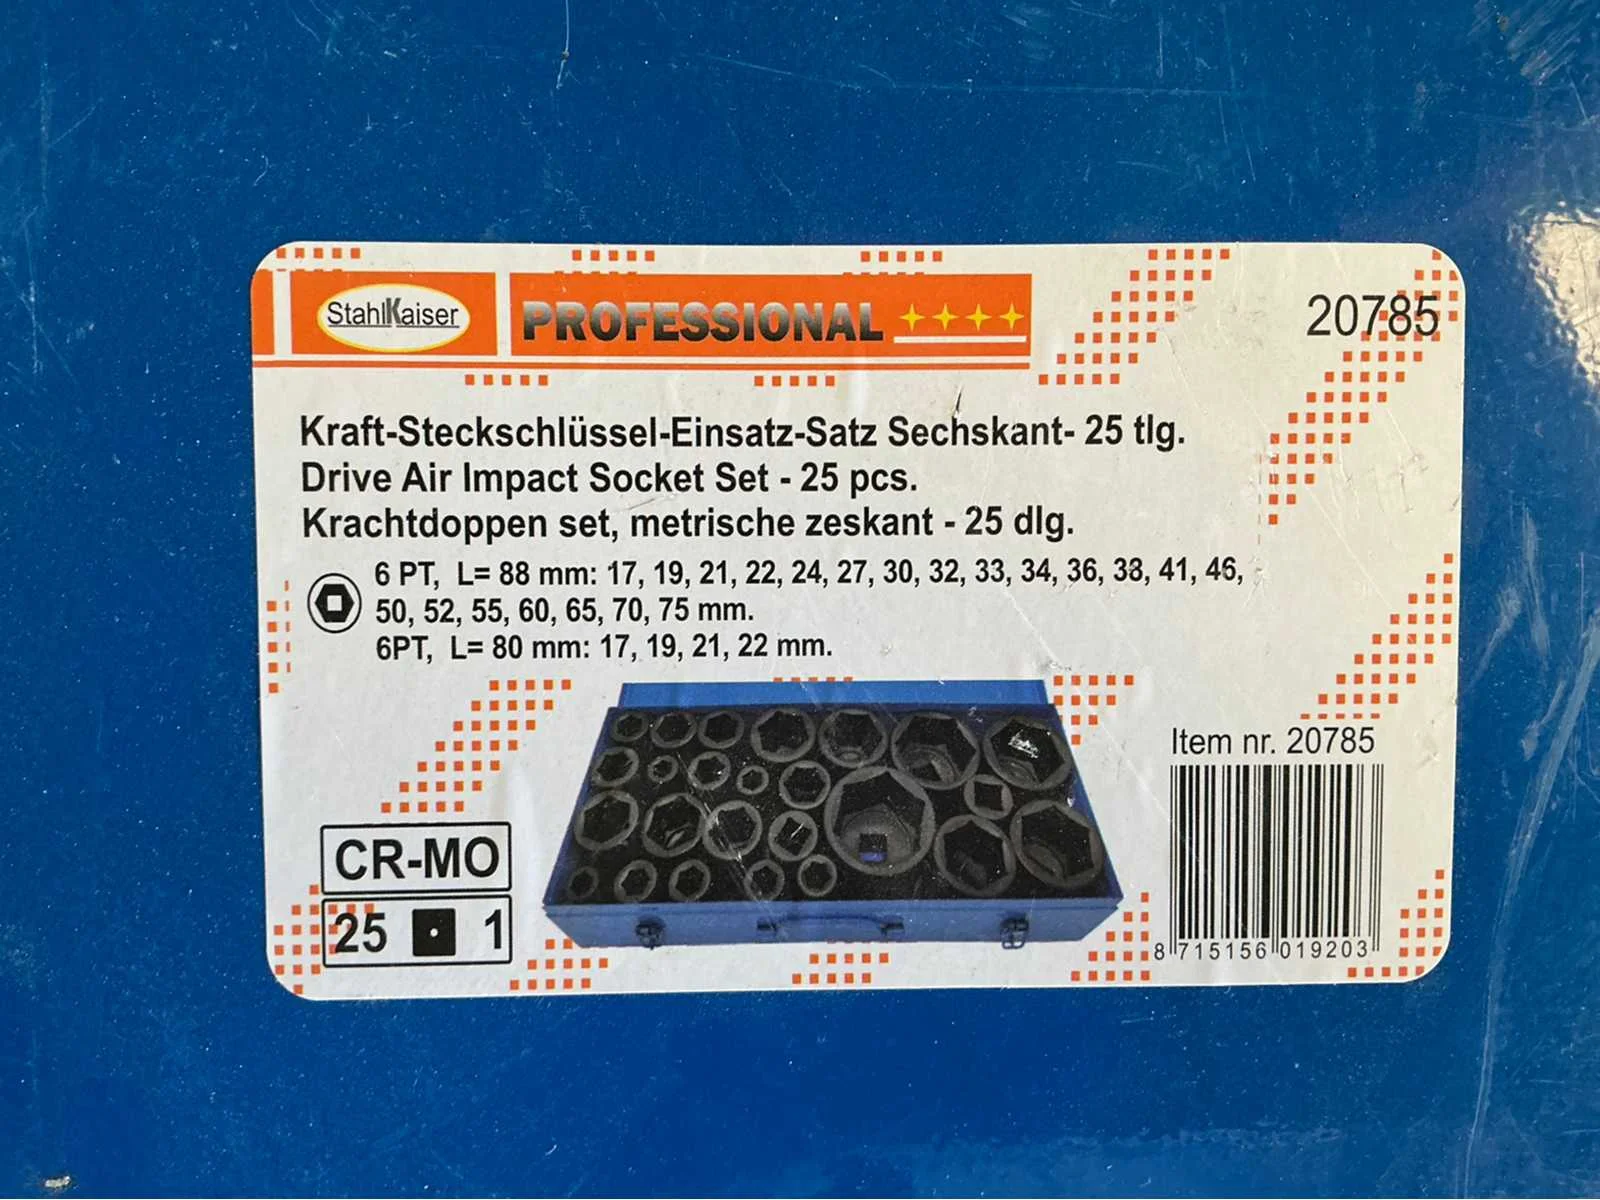 StahlKaiser PROFESSIONAL
20785
Kraft-Steckschlüssel-Einsatz-Satz Sechskant- 25 tlg.
Drive Air Impact Socket Set - 25 pcs.
Krachtdoppen set, metrische zeskant - 25 dlg.
6 PT, L= 88 mm: 17, 19, 21, 22, 24, 27, 30, 32, 33, 34, 36, 38, 41, 46,
50, 52, 55, 60, 65, 70, 75 mm.
6PT, L= 80 mm: 17, 19, 21, 22 mm.
Item nr. 20785
CR-MO
25 1
8 715156 019203